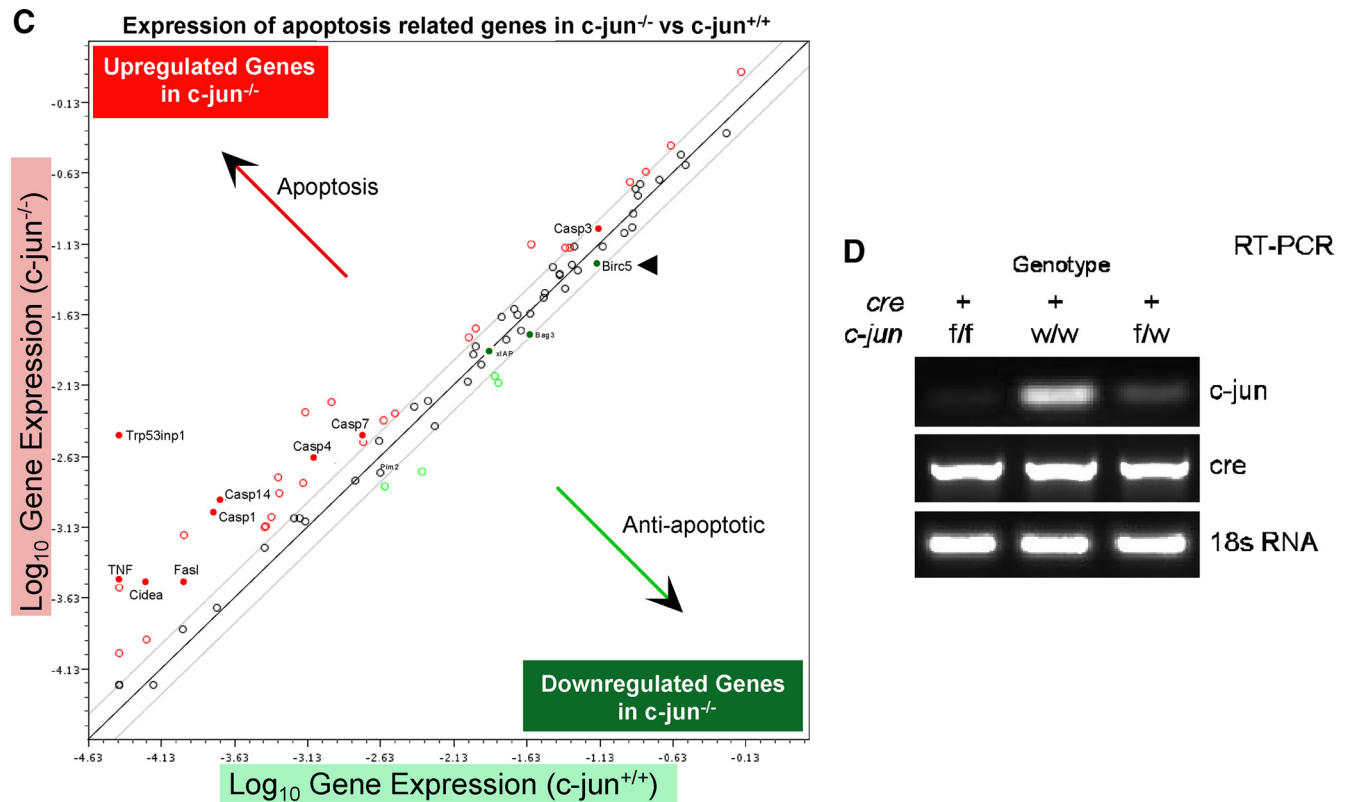 C
Expression of apoptosis related genes in c-jun-/- vs c-jun+/+
Upregulated Genes
in c-jun-/-
Apoptosis
Casp3
Birc5
Bag3
xIAP
Trp53inp1
Casp7
Casp4
Pim2
Casp14
Casp1
TNF
Cidea
Fasl
Anti-apoptotic
Downregulated Genes
in c-jun-/-
Log10 Gene Expression (c-jun-/-)
-0.13
-0.63
-1.13
-1.63
-2.13
-2.63
-3.13
-3.63
-4.13
-4.63 -4.13 -3.63 -3.13 -2.63 -2.13 -1.63 -1.13 -0.63 -0.13
Log10 Gene Expression (c-jun+/+)
D
RT-PCR
Genotype
cre + + +
c-jun f/f w/w f/w
c-jun
cre
18s RNA